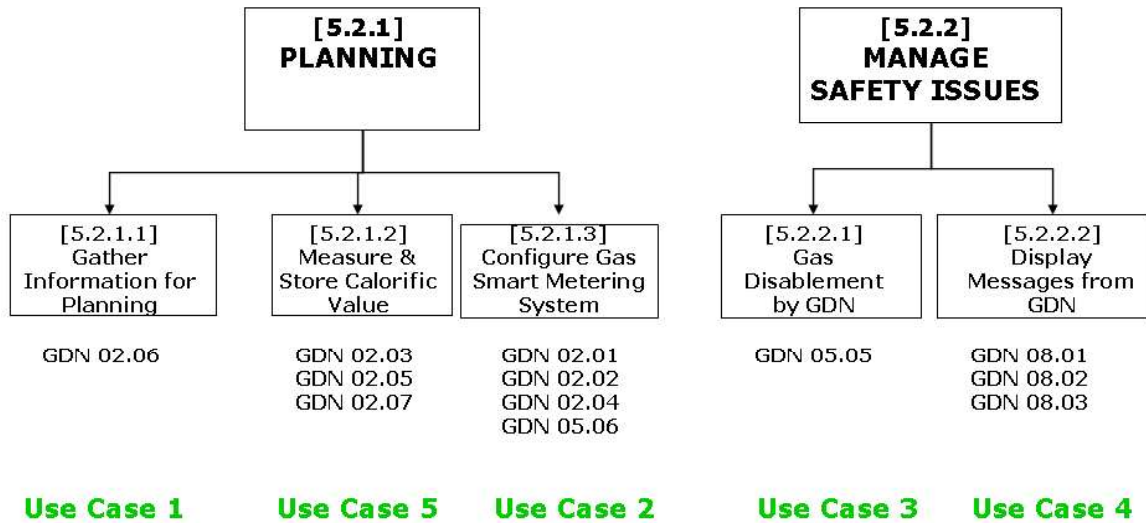 [5.2.1]
PLANNING
[5.2.2]
MANAGE
SAFETY ISSUES
[5.2.1.1]
Gather
Information for
Planning
[5.2.1.2]
Measure &
Store Calorific
Value
[5.2.1.3]
Configure Gas
Smart Metering
System
[5.2.2.1]
Gas
Disablement
by GDN
[5.2.2.2]
Display
Messages from
GDN
GDN 02.06
GDN 02.03
GDN 02.05
GDN 02.07
GDN 02.01
GDN 02.02
GDN 02.04
GDN 05.06
GDN 05.05
GDN 08.01
GDN 08.02
GDN 08.03
Use Case 1
Use Case 5
Use Case 2
Use Case 3
Use Case 4